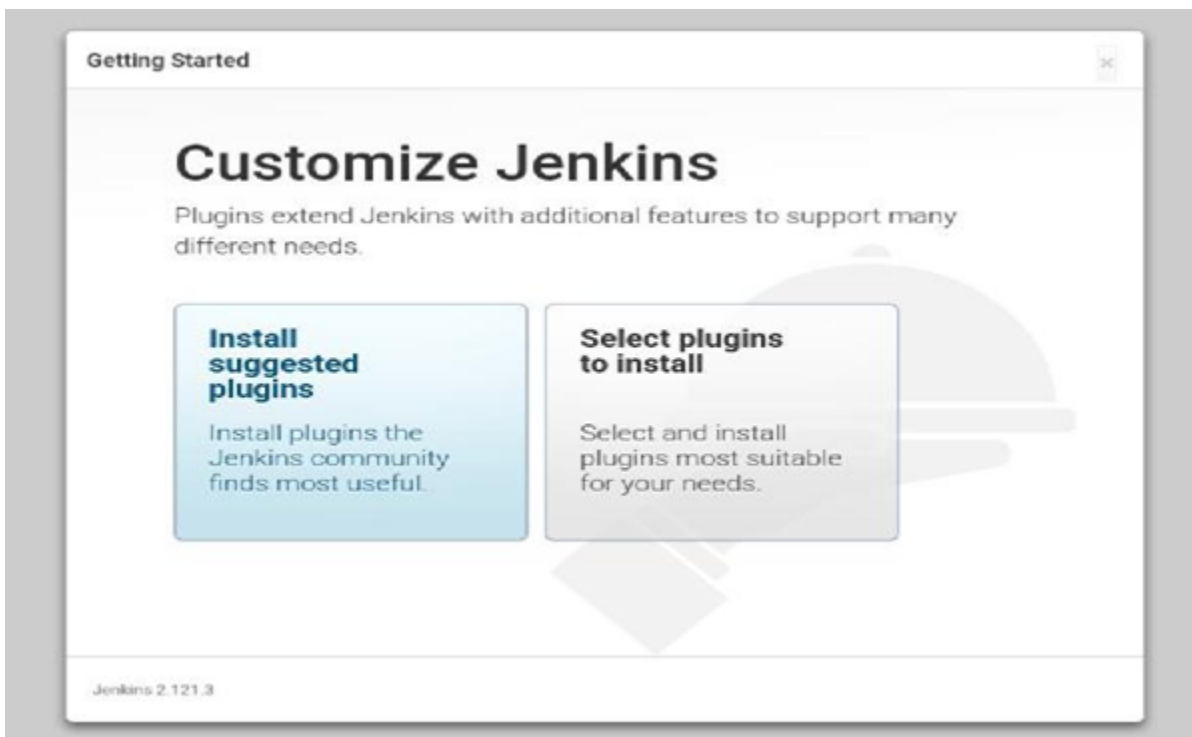 Getting Started
×
Customize Jenkins
Plugins extend Jenkins with additional features to support many
different needs.
Install
suggested
plugins
Install plugins the
Jenkins community
finds most useful.
Select plugins
to install
Select and install
plugins most suitable
for your needs.
Jenkins 2.121.3